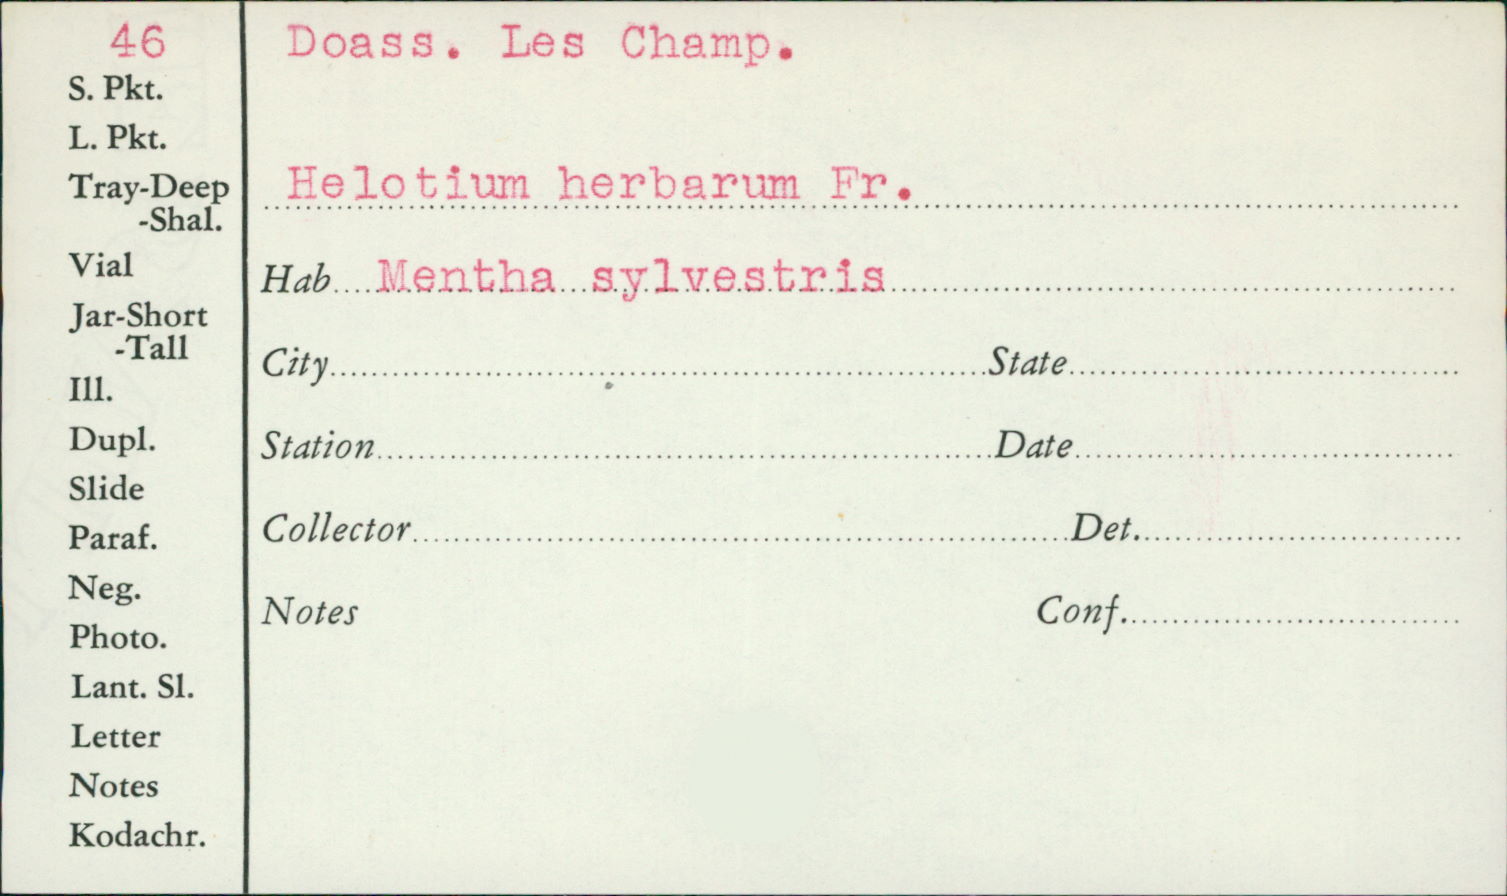 46
S. Pkt.
L. Pkt.
Tray-Deep
-Shal.
Vial
Jar-Short
-Tall
Ill.
Dupl.
Slide
Paraf.
Neg.
Photo.
Lant. Sl.
Letter
Notes
Kodachr.
Doass. Les Champ.
Helotium herbarum Fr.
Hab Mentha sylvestris
City State
Station Date
Collector Det.
Notes Conf.